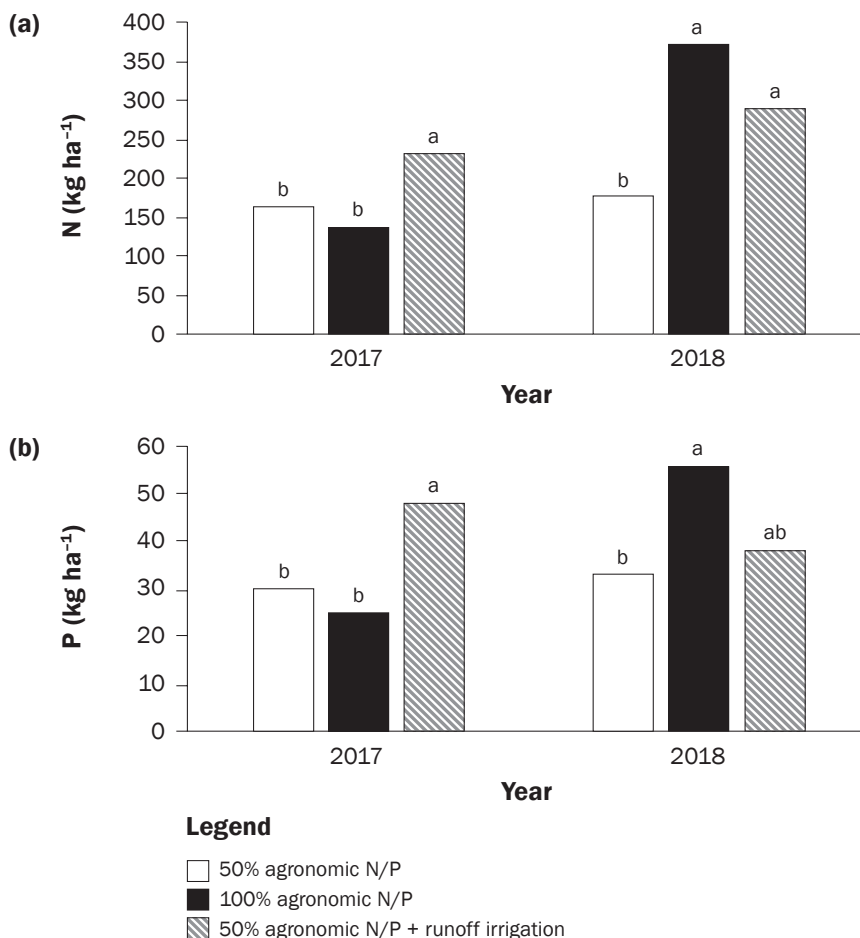 (a)
N (kg ha⁻¹)
400
350
300
250
200
150
100
50
0
b
b
a
b
a
a
2017
2018
Year
(b)
P (kg ha⁻¹)
60
50
40
30
20
10
0
b
b
a
b
a
ab
2017
2018
Year
Legend
50% agronomic N/P
100% agronomic N/P
50% agronomic N/P + runoff irrigation